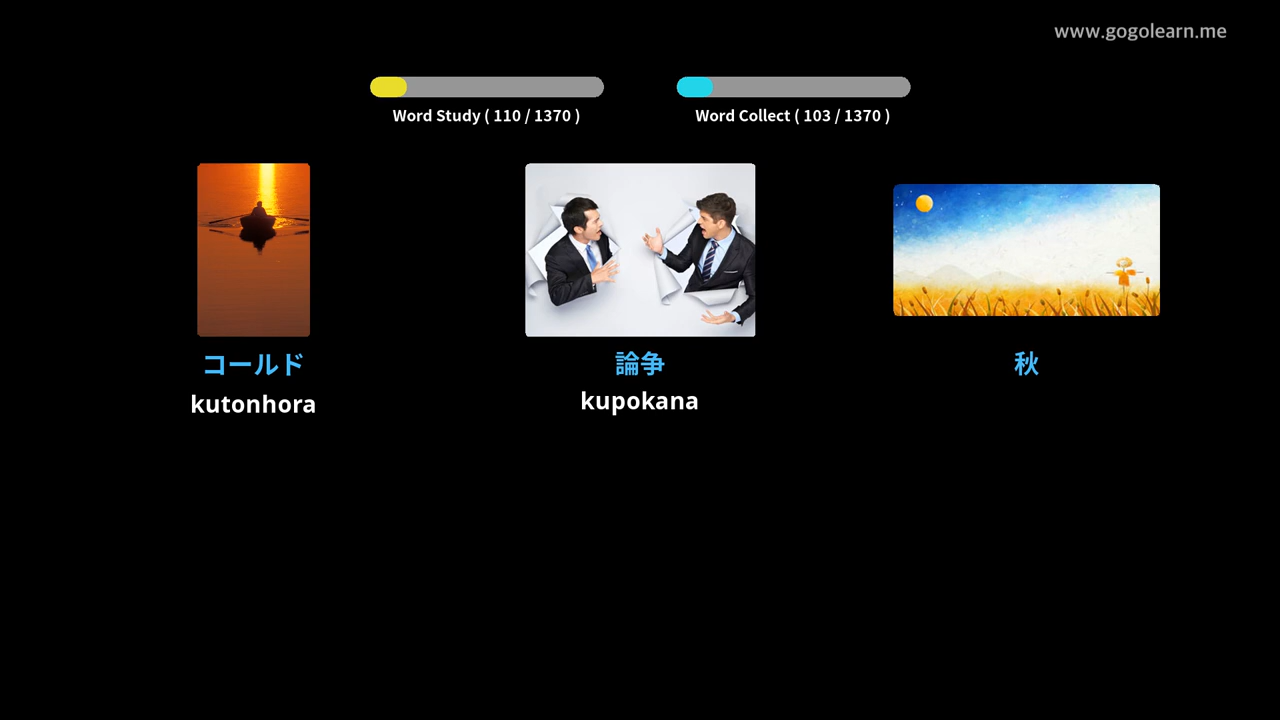 www.gogolearn.me
Word Study ( 110 / 1370 )
Word Collect ( 103 / 1370 )
コールド
kutonhora
論争
kupokana
秋